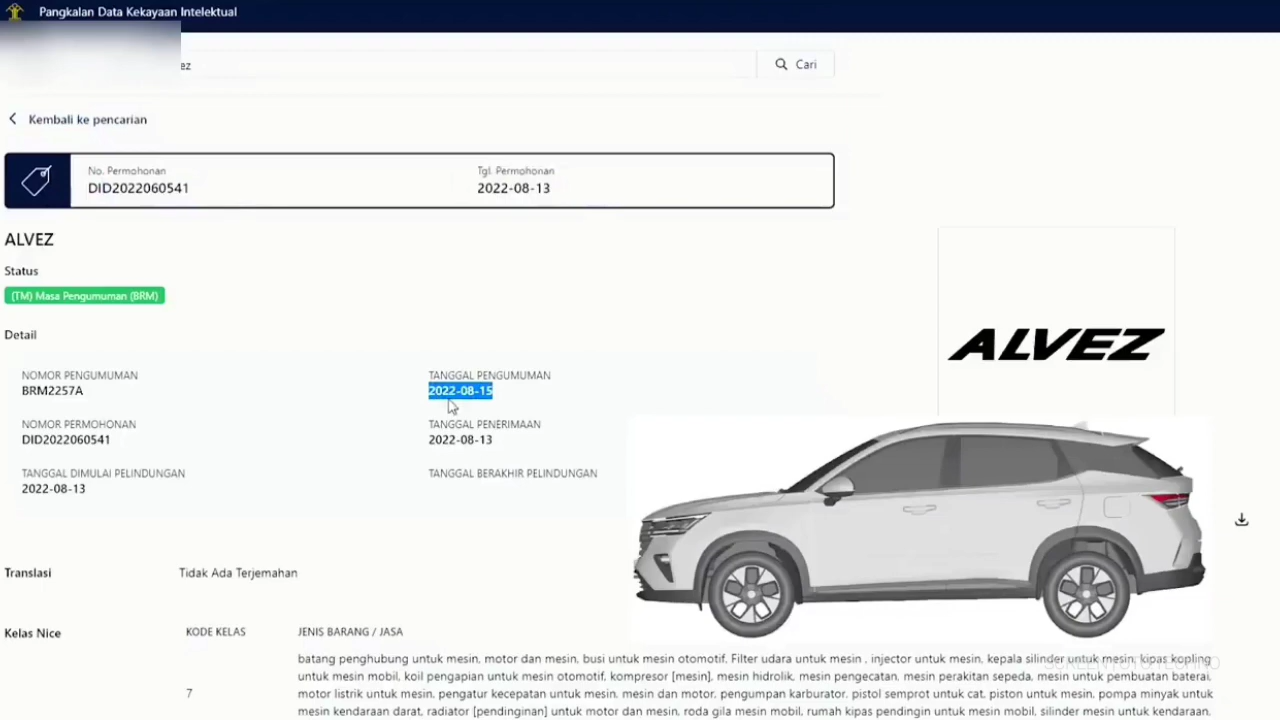 Pangkalan Data Kekayaan Intelektual
ez
Cari
Kembali ke pencarian
No. Permohonan
Tgl. Permohonan
DID2022060541
2022-08-13
ALVEZ
Status
(TM) Masa Pengumuman (BRM)
Detail
ALVEZ
NOMOR PENGUMUMAN
TANGGAL PENGUMUMAN
BRM2257A
2022-08-15
NOMOR PERMOHONAN
TANGGAL PENERIMAAN
DID2022060541
2022-08-13
TANGGAL DIMULAI PELINDUNGAN
TANGGAL BERAKHIR PELINDUNGAN
2022-08-13
Translasi
Tidak Ada Terjemahan
Kelas Nice
KODE KELAS
JENIS BARANG / JASA
7
batang penghubung untuk mesin, motor dan mesin, busi untuk mesin otomotif, Filter udara untuk mesin , injector untuk mesin, kepala silinder untuk mesin, kipas kopling
untuk mesin mobil, koil pengapian untuk mesin otomotif, kompresor [mesin], mesin hidrolik, mesin pengecatan, mesin perakitan sepeda, mesin untuk pembuatan baterai,
motor listrik untuk mesin, pengatur kecepatan untuk mesin, mesin dan motor, pengumpan karburator, pistol semprot untuk cat, piston untuk mesin, pompa minyak untuk
mesin kendaraan darat, radiator [pendinginan] untuk motor dan mesin, roda gila mesin mobil, rumah kipas pendingin untuk mesin mobil, silinder mesin untuk kendaraan,